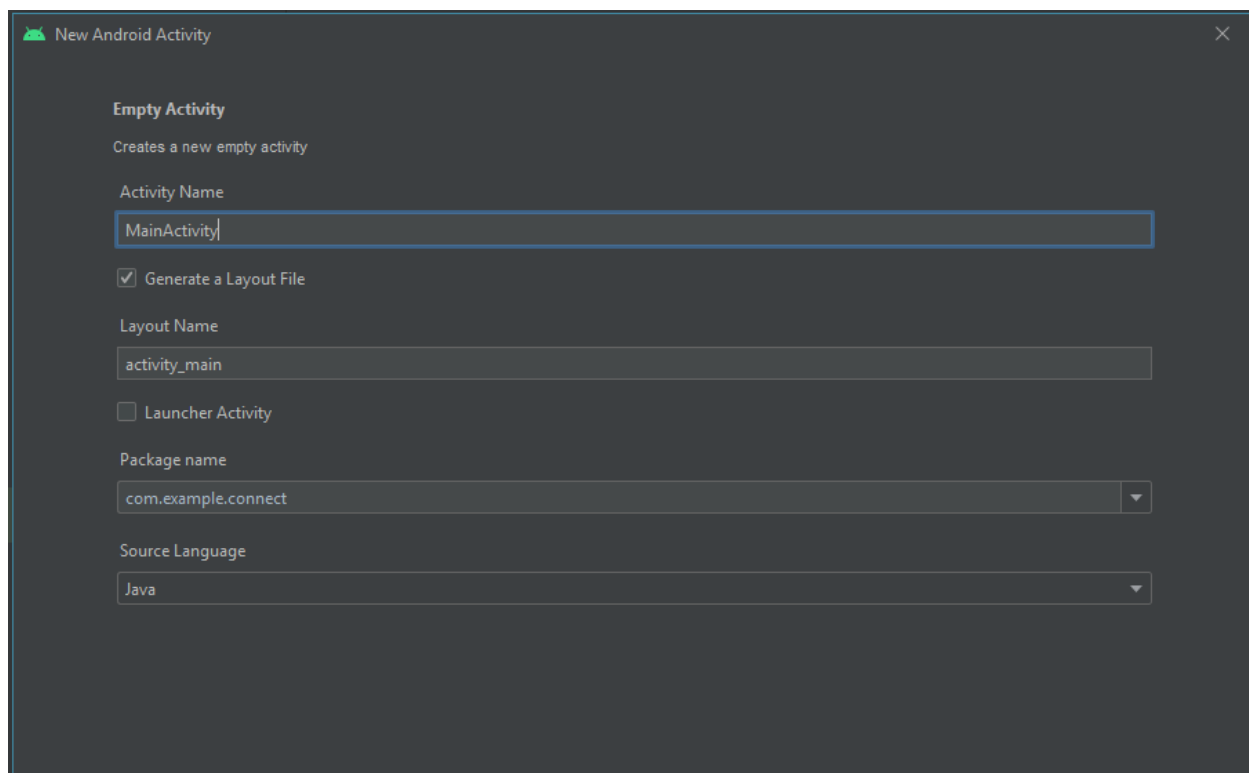 New Android Activity
Empty Activity
Creates a new empty activity
Activity Name
MainActivity
Generate a Layout File
Layout Name
activity_main
Launcher Activity
Package name
com.example.connect
Source Language
Java